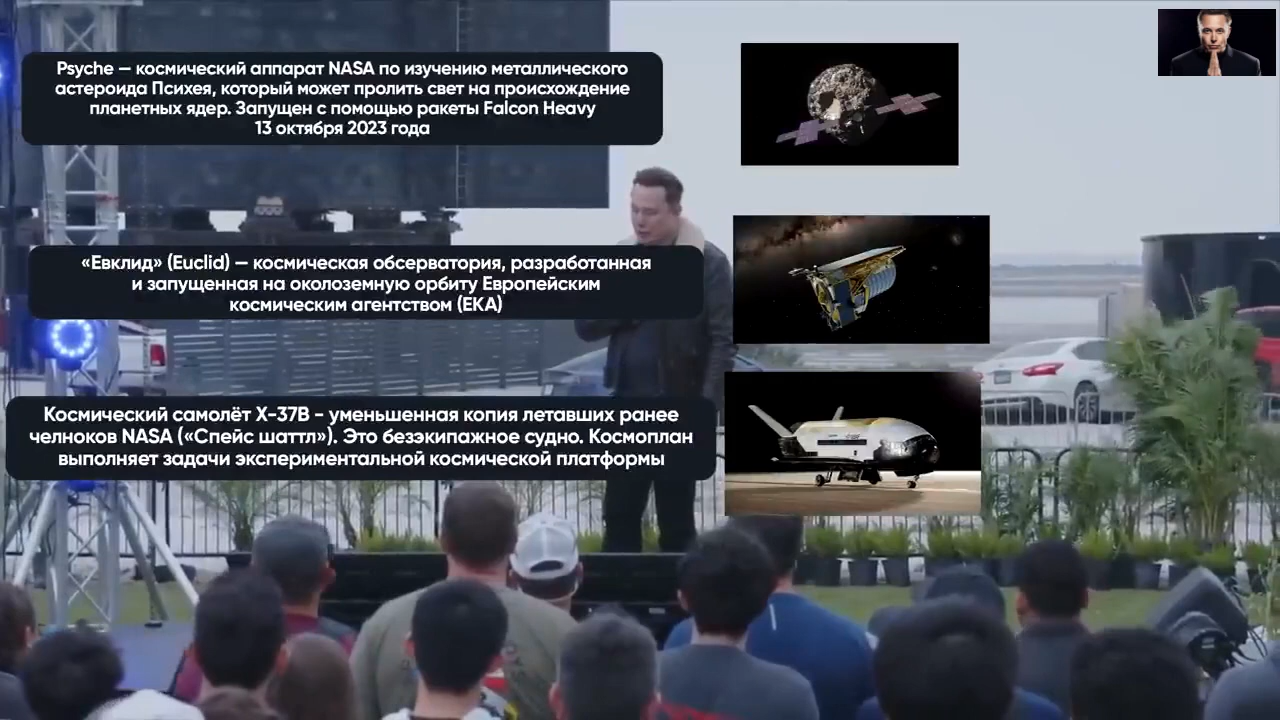 Psyche — космический аппарат NASA по изучению металлического
астероида Психея, который может пролить свет на происхождение
планетных ядер. Запущен с помощью ракеты Falcon Heavy
13 октября 2023 года
«Евклид» (Euclid) — космическая обсерватория, разработанная
и запущенная на околоземную орбиту Европейским
космическим агентством (ЕКА)
Космический самолёт X-37B - уменьшенная копия летавших ранее
челноков NASA («Спейс шаттл»). Это безэкипажное судно. Космоплан
выполняет задачи экспериментальной космической платформы